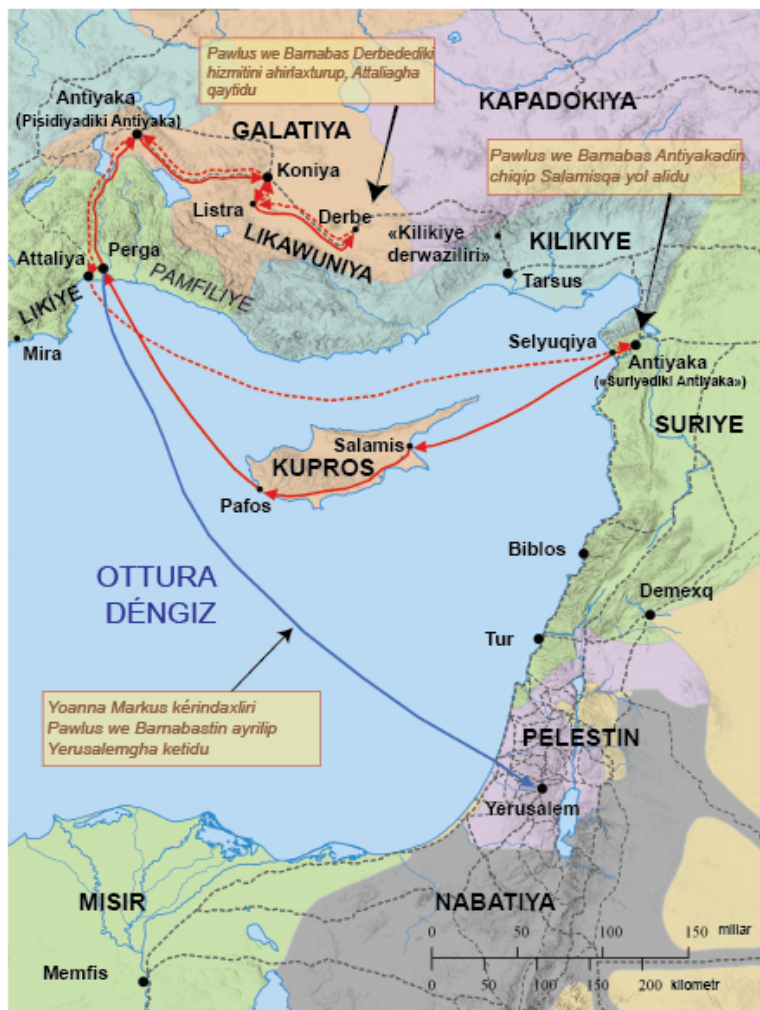 Pawlus we Barnabas Derbedediki
hizmitini ahirlaxturup, Attaliagha
qaytidu
KAPADOKIYA
Antiyaka
(Pisidiyadiki Antiyaka)
GALATIYA
Pawlus we Barnabas Antiyakadin
chiqip Salamisqa yol alidu
Koniya
Listra
Derbe
LIKAWUNIYA
«Kilikiye
derwaziliri»
KILIKIYE
Attaliya
Perga
PAMFILIYE
LIKIYE
Tarsus
Mira
Selyuqiya
Antiyaka
(«Suriyediki Antiyaka»)
SURIYE
Salamis
KUPROS
Pafos
Biblos
OTTURA
DÉNGIZ
Demexq
Tur
Yoanna Markus kérindaxliri
Pawlus we Barnabastin ayrilip
Yerusalemgha ketidu
PELESTIN
Yerusalem
MISIR
NABATIYA
0 50 100 150 millar
0 50 100 150 200 kilometr
Memfis